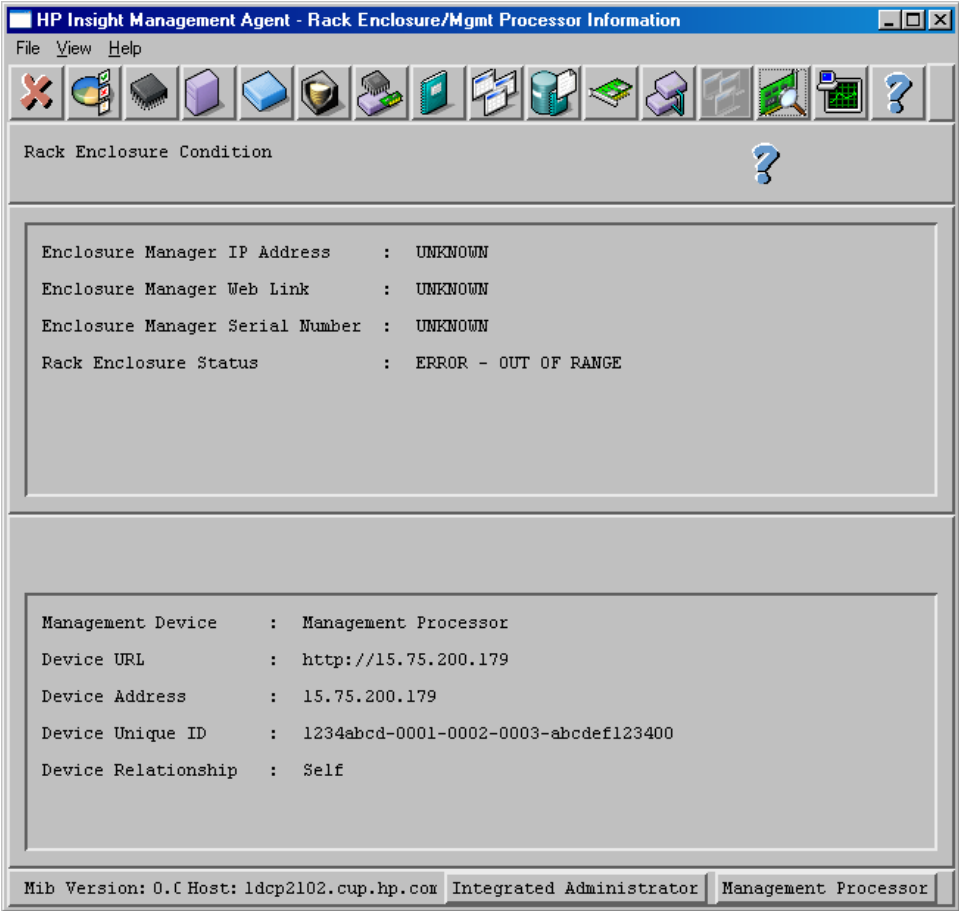 HP Insight Management Agent - Rack Enclosure/Mgmt Processor Information
File View Help
Rack Enclosure Condition
Enclosure Manager IP Address : UNKNOWN
Enclosure Manager Web Link : UNKNOWN
Enclosure Manager Serial Number : UNKNOWN
Rack Enclosure Status : ERROR - OUT OF RANGE
Management Device : Management Processor
Device URL : http://15.75.200.179
Device Address : 15.75.200.179
Device Unique ID : 1234abcd-0001-0002-0003-abcdef123400
Device Relationship : Self
Mib Version: 0.0 Host: ldcp2102.cup.hp.com Integrated Administrator Management Processor